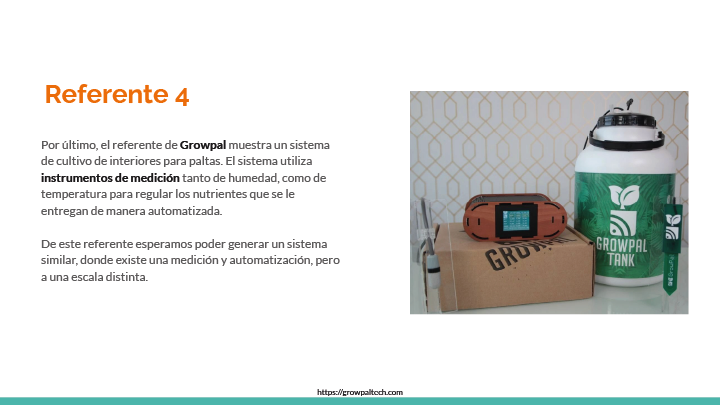 Referente 4
Por último, el referente de Growpal muestra un sistema
de cultivo de interiores para paltas. El sistema utiliza
instrumentos de medición tanto de humedad, como de
temperatura para regular los nutrientes que se le
entregan de manera automatizada.
De este referente esperamos poder generar un sistema
similar, donde existe una medición y automatización, pero
a una escala distinta.
GROWPAL
GROWPAL
TANK
https://growpaltech.com